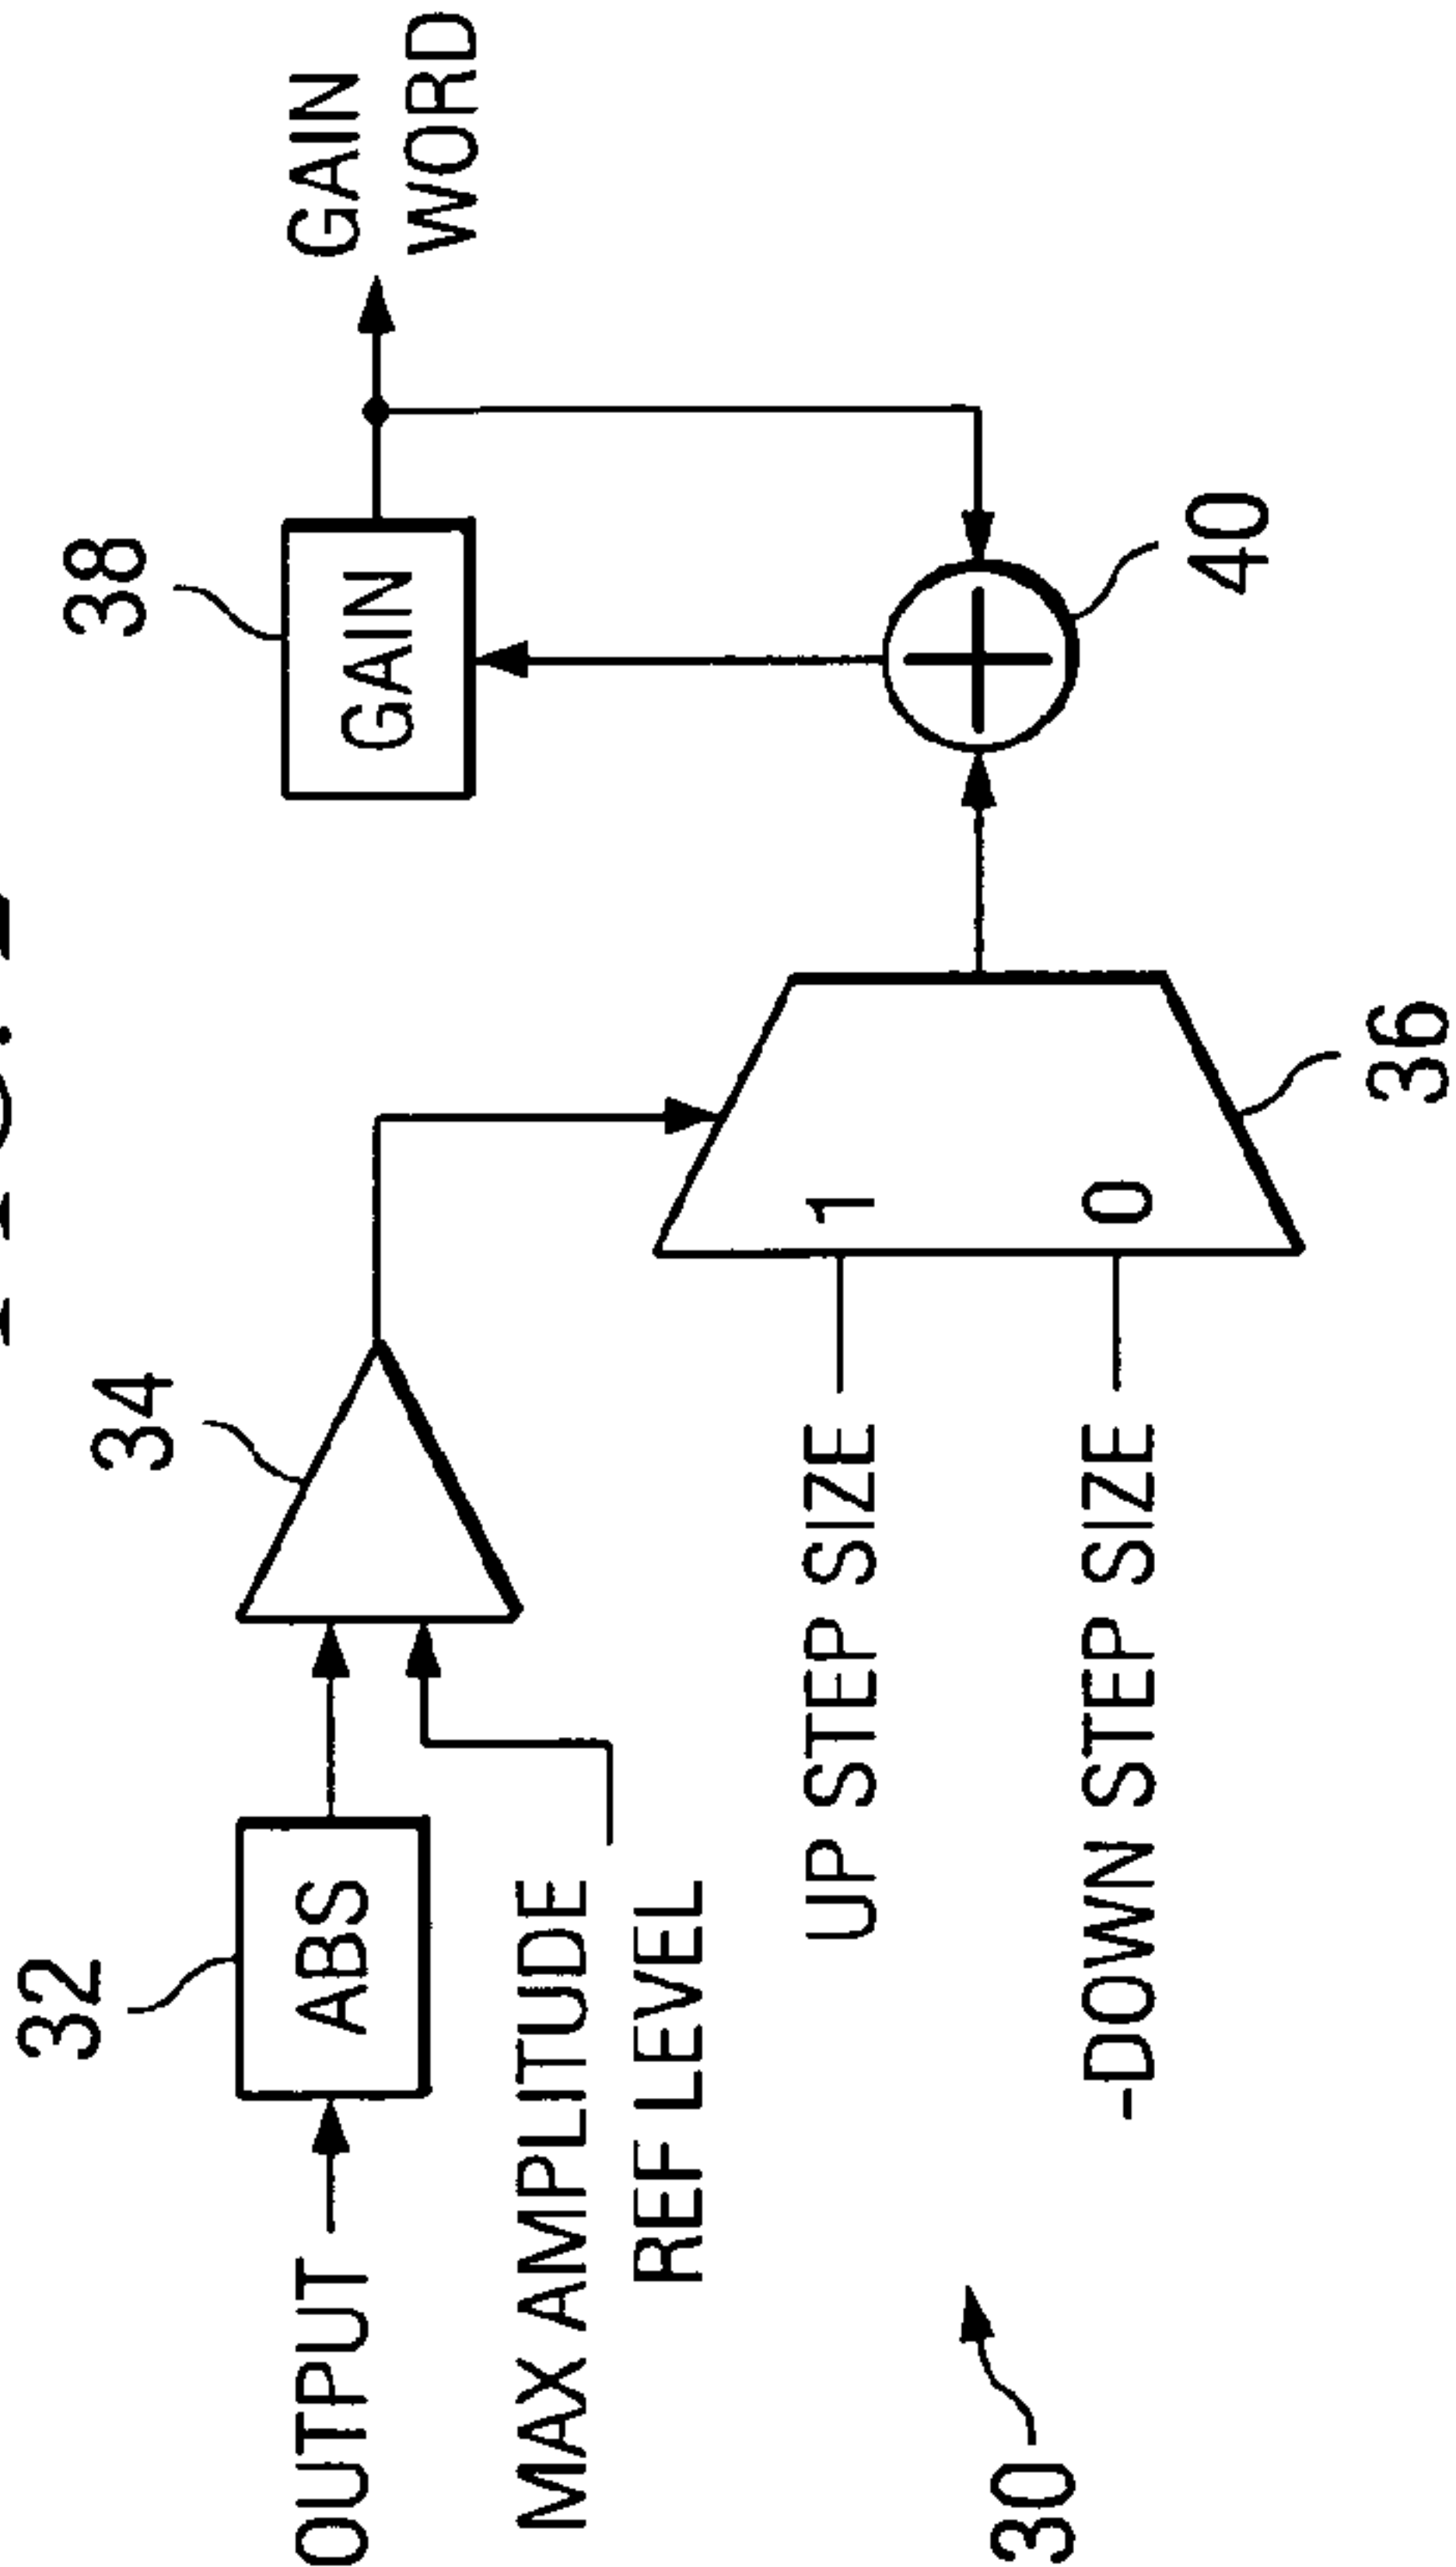 38
GAIN
GAIN
WORD
34
32
ABS
OUTPUT
MAX AMPLITUDE
REF LEVEL
UP STEP SIZE
1
-DOWN STEP SIZE
0
40
36
30